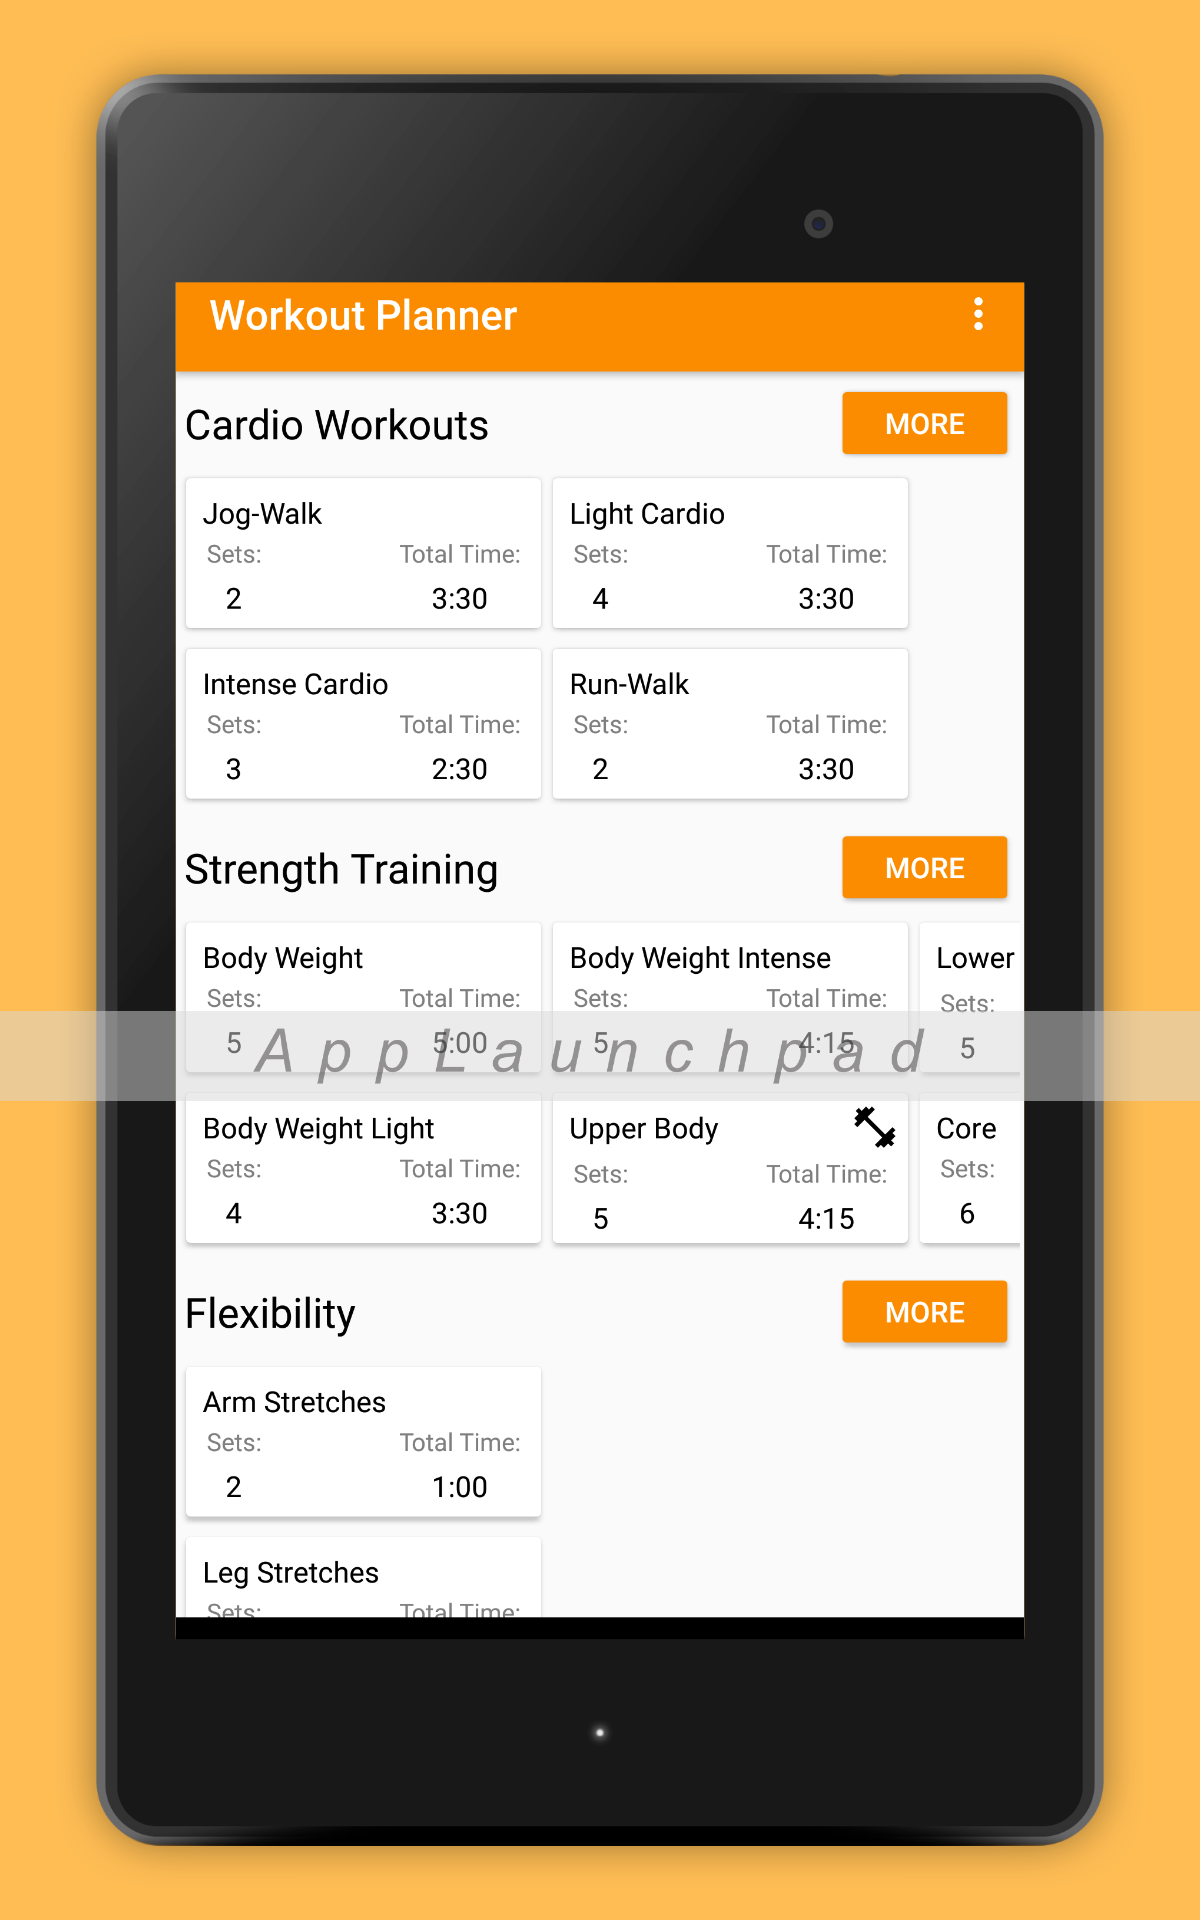 Workout Planner
Cardio Workouts
MORE
Jog-Walk
Light Cardio
Sets: Total Time:
Sets: Total Time:
2 3:30
4 3:30
Intense Cardio
Run-Walk
Sets: Total Time:
Sets: Total Time:
3 2:30
2 3:30
Strength Training
MORE
Body Weight
Body Weight Intense
Lower
Sets: Total Time:
Sets: Total Time:
Sets:
5 5:00
5 4:15
5
AppLaunchpad
Body Weight Light
Upper Body
Core
Sets: Total Time:
Sets: Total Time:
Sets:
4 3:30
5 4:15
6
Flexibility
MORE
Arm Stretches
Sets: Total Time:
2 1:00
Leg Stretches
Sets: Total Time: